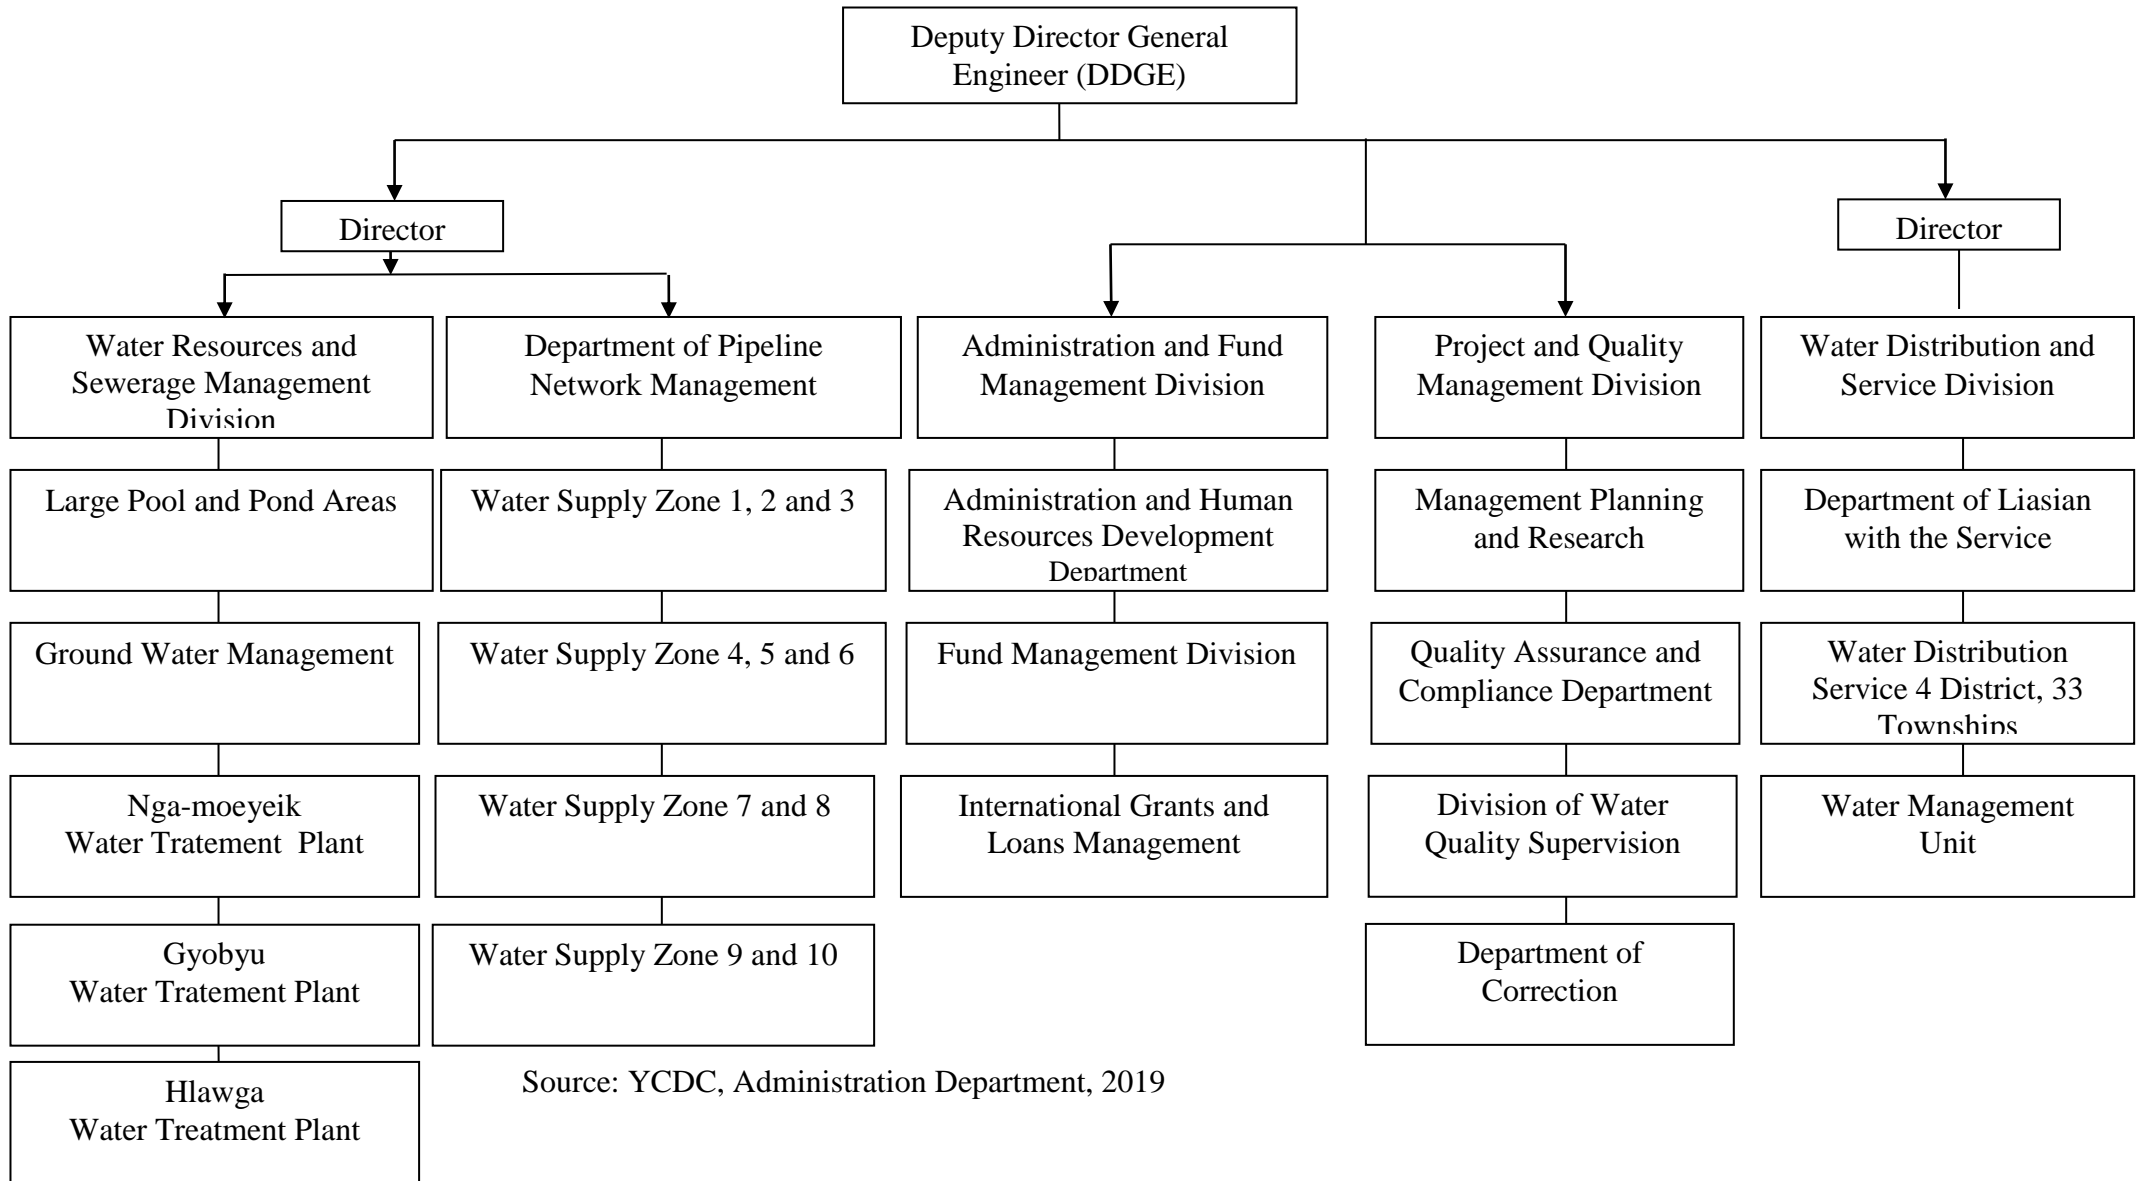 Deputy Director General
Engineer (DDGE)
Director
Director
Water Resources and
Sewerage Management
Division
Department of Pipeline
Network Management
Administration and Fund
Management Division
Project and Quality
Management Division
Water Distribution and
Service Division
Large Pool and Pond Areas
Water Supply Zone 1, 2 and 3
Administration and Human
Resources Development
Department
Management Planning
and Research
Department of Liasian
with the Service
Ground Water Management
Water Supply Zone 4, 5 and 6
Fund Management Division
Quality Assurance and
Compliance Department
Water Distribution
Service 4 District, 33
Townships
Nga-moeyeik
Water Tratement  Plant
Water Supply Zone 7 and 8
International Grants and
Loans Management
Division of Water
Quality Supervision
Water Management
Unit
Gyobyu
Water Tratement Plant
Water Supply Zone 9 and 10
Department of
Correction
Hlawga
Water Treatment Plant
Source: YCDC, Administration Department, 2019